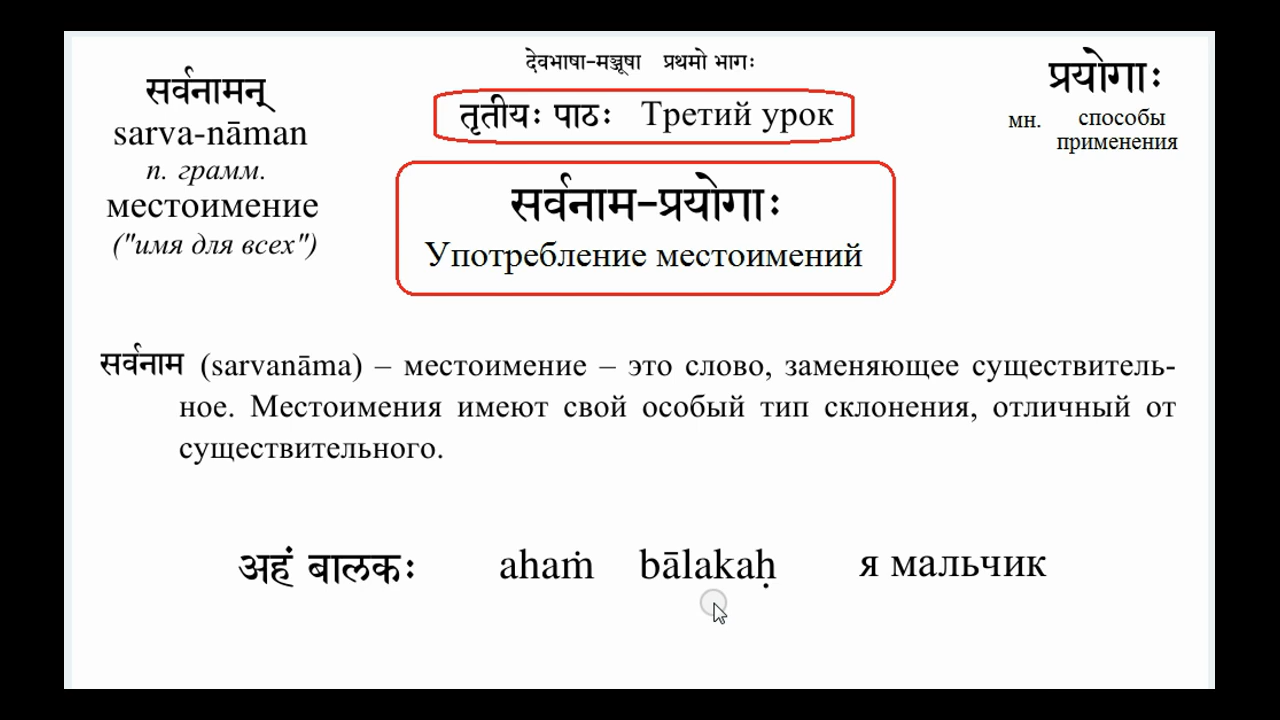 देवभाषा-मञ्जूषा प्रथमो भागः
सर्वनामन्
sarva-nāman
п. грамм.
местоимение
("имя для всех")
तृतीयः पाठः Третий урок
सर्वनाम-प्रयोगाः
Употребление местоимений
प्रयोगाः
мн. способы
применения
सर्वनाम (sarvanāma) – местоимение – это слово, заменяющее существитель-
ное. Местоимения имеют свой особый тип склонения, отличный от
существительного.
अहं बालकः ahaṁ bālakaḥ я мальчик